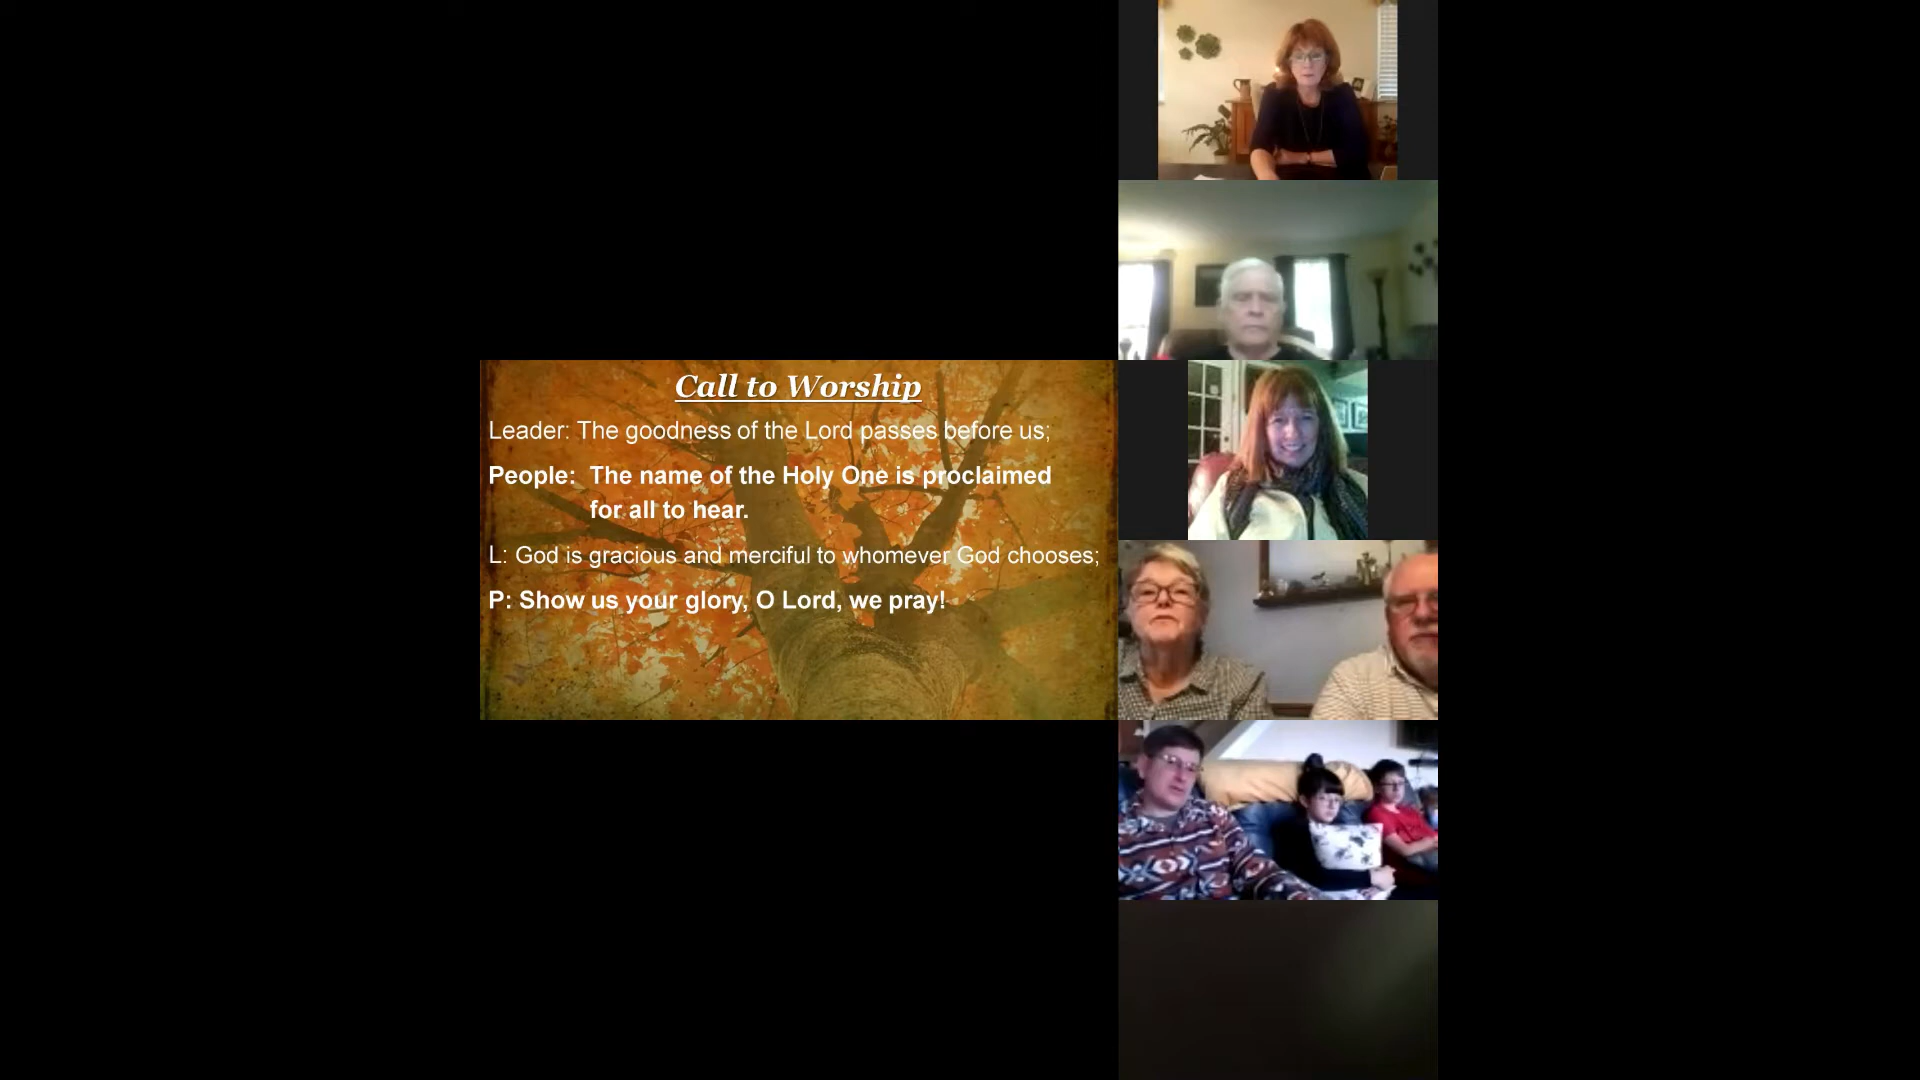 Call to Worship
Leader: The goodness of the Lord passes before us;
People: The name of the Holy One is proclaimed
for all to hear.
L: God is gracious and merciful to whomever God chooses;
P: Show us your glory, O Lord, we pray!